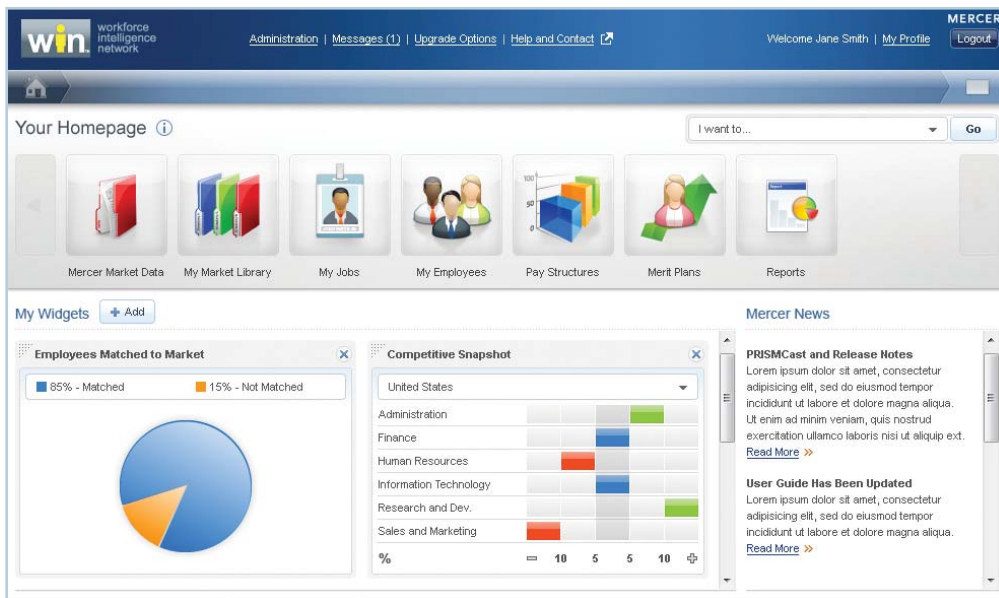 MERCER
win. workforce
intelligence
network
Administration | Messages (1) | Upgrade Options | Help and Contact
Welcome Jane Smith | My Profile Logout
Your Homepage
I want to... Go
100
50
0
Report
Mercer Market Data My Market Library My Jobs My Employees Pay Structures Merit Plans Reports
My Widgets + Add
Employees Matched to Market
85% - Matched 15% - Not Matched
Competitive Snapshot
United States
Administration
Finance
Human Resources
Information Technology
Research and Dev.
Sales and Marketing
% − 10 5 5 10 +
Mercer News
PRISMCast and Release Notes
Lorem ipsum dolor sit amet, consectetur
adipisicing elit, sed do eiusmod tempor
incididunt ut labore et dolore magna aliqua.
Ut enim ad minim veniam, quis nostrud
exercitation ullamco laboris nisi ut aliquip ext.
Read More »
User Guide Has Been Updated
Lorem ipsum dolor sit amet, consectetur
adipisicing elit, sed do eiusmod tempor
incididunt ut labore et dolore magna aliqua.
Read More »